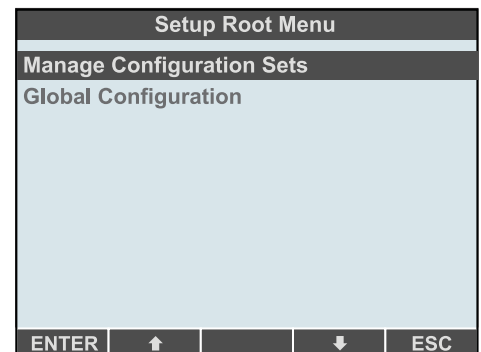 Setup Root Menu
Manage Configuration Sets
Global Configuration
ENTER ⬆ ⬇ ESC